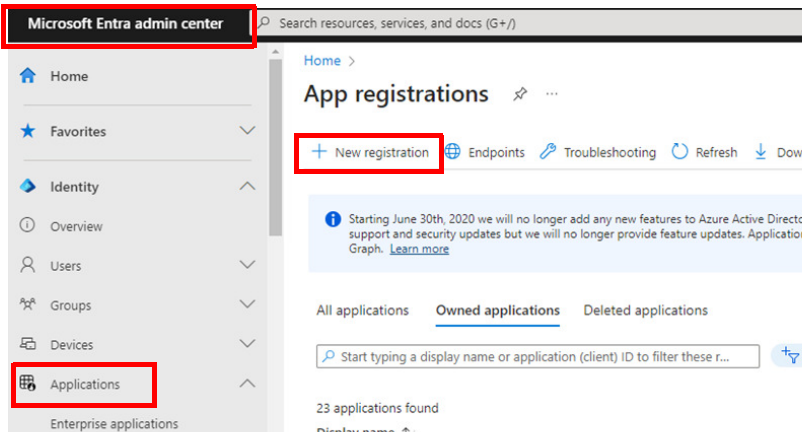 Microsoft Entra admin center
Search resources, services, and docs (G+/)
Home
Favorites
Identity
Overview
Users
Groups
Devices
Applications
Enterprise applications
Home >
App registrations
New registration
Endpoints
Troubleshooting
Refresh
Dow
Starting June 30th, 2020 we will no longer add any new features to Azure Active Directo
support and security updates but we will no longer provide feature updates. Applicatio
Graph. Learn more
All applications
Owned applications
Deleted applications
Start typing a display name or application (client) ID to filter these r...
23 applications found
Display name